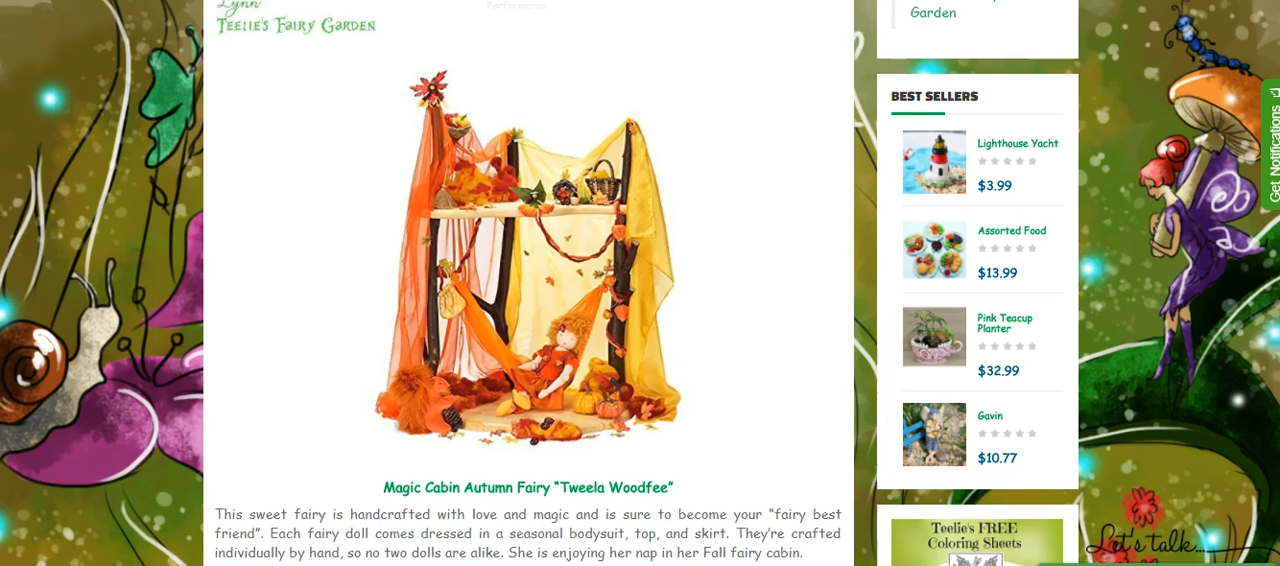 Lynn
Teelie's Fairy Garden
Performance
Magic Cabin Autumn Fairy “Tweela Woodfee”
This sweet fairy is handcrafted with love and magic and is sure to become your “fairy best
friend”. Each fairy doll comes dressed in a seasonal bodysuit, top, and skirt. They’re crafted
individually by hand, so no two dolls are alike. She is enjoying her nap in her Fall fairy cabin.
Garden
BEST SELLERS
Lighthouse Yacht
$3.99
Assorted Food
$13.99
Pink Teacup
Planter
$32.99
Gavin
$10.77
Teelie's FREE
Coloring Sheets
Get Notifications
Let's talk...